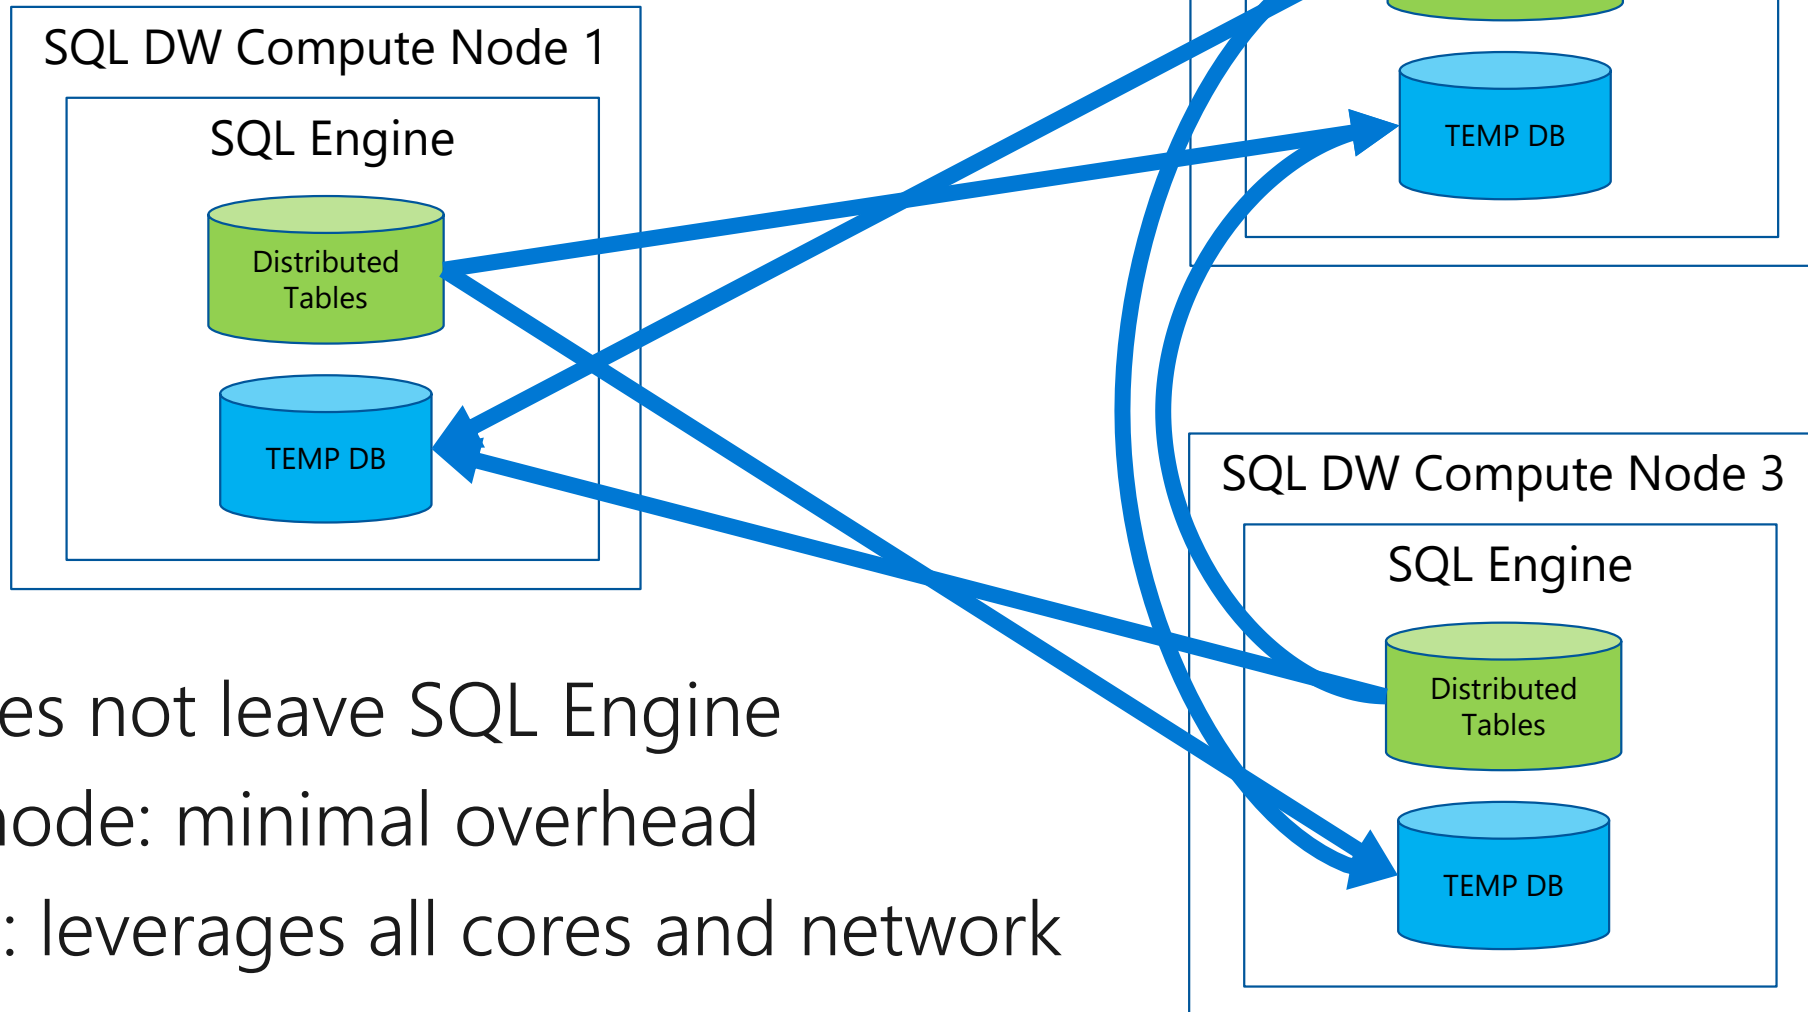 SQL DW Compute Node 1
SQL Engine
Distributed
Tables
TEMP DB
TEMP DB
SQL DW Compute Node 3
SQL Engine
Distributed
Tables
TEMP DB
es not leave SQL Engine
node: minimal overhead
: leverages all cores and network